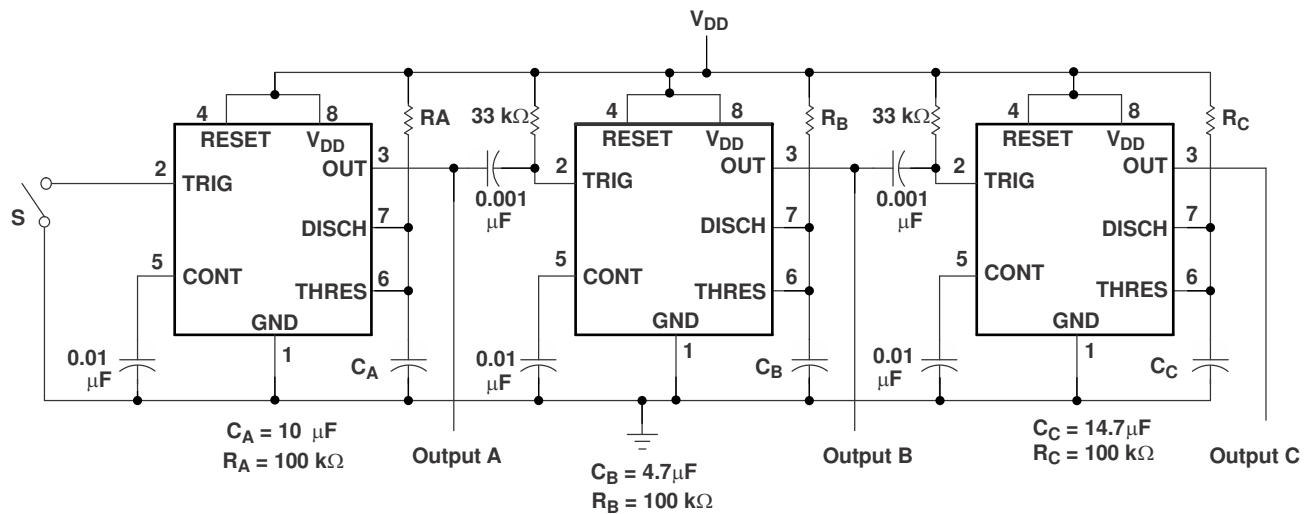 VDD
4
8
RESET
VDD
RA
33 kΩ
3
OUT
2
TRIG
0.001
μF
7
DISCH
S
5
CONT
6
THRES
GND
1
0.01
μF
CA
4
8
RESET
VDD
RB
33 kΩ
3
OUT
2
TRIG
0.001
μF
7
DISCH
5
CONT
6
THRES
GND
1
0.01
μF
CB
4
8
RESET
VDD
RC
3
OUT
2
TRIG
7
DISCH
5
CONT
6
THRES
GND
1
0.01
μF
CC
CA = 10 μF
RA = 100 kΩ
Output A
CB = 4.7μF
RB = 100 kΩ
Output B
CC = 14.7μF
RC = 100 kΩ
Output C